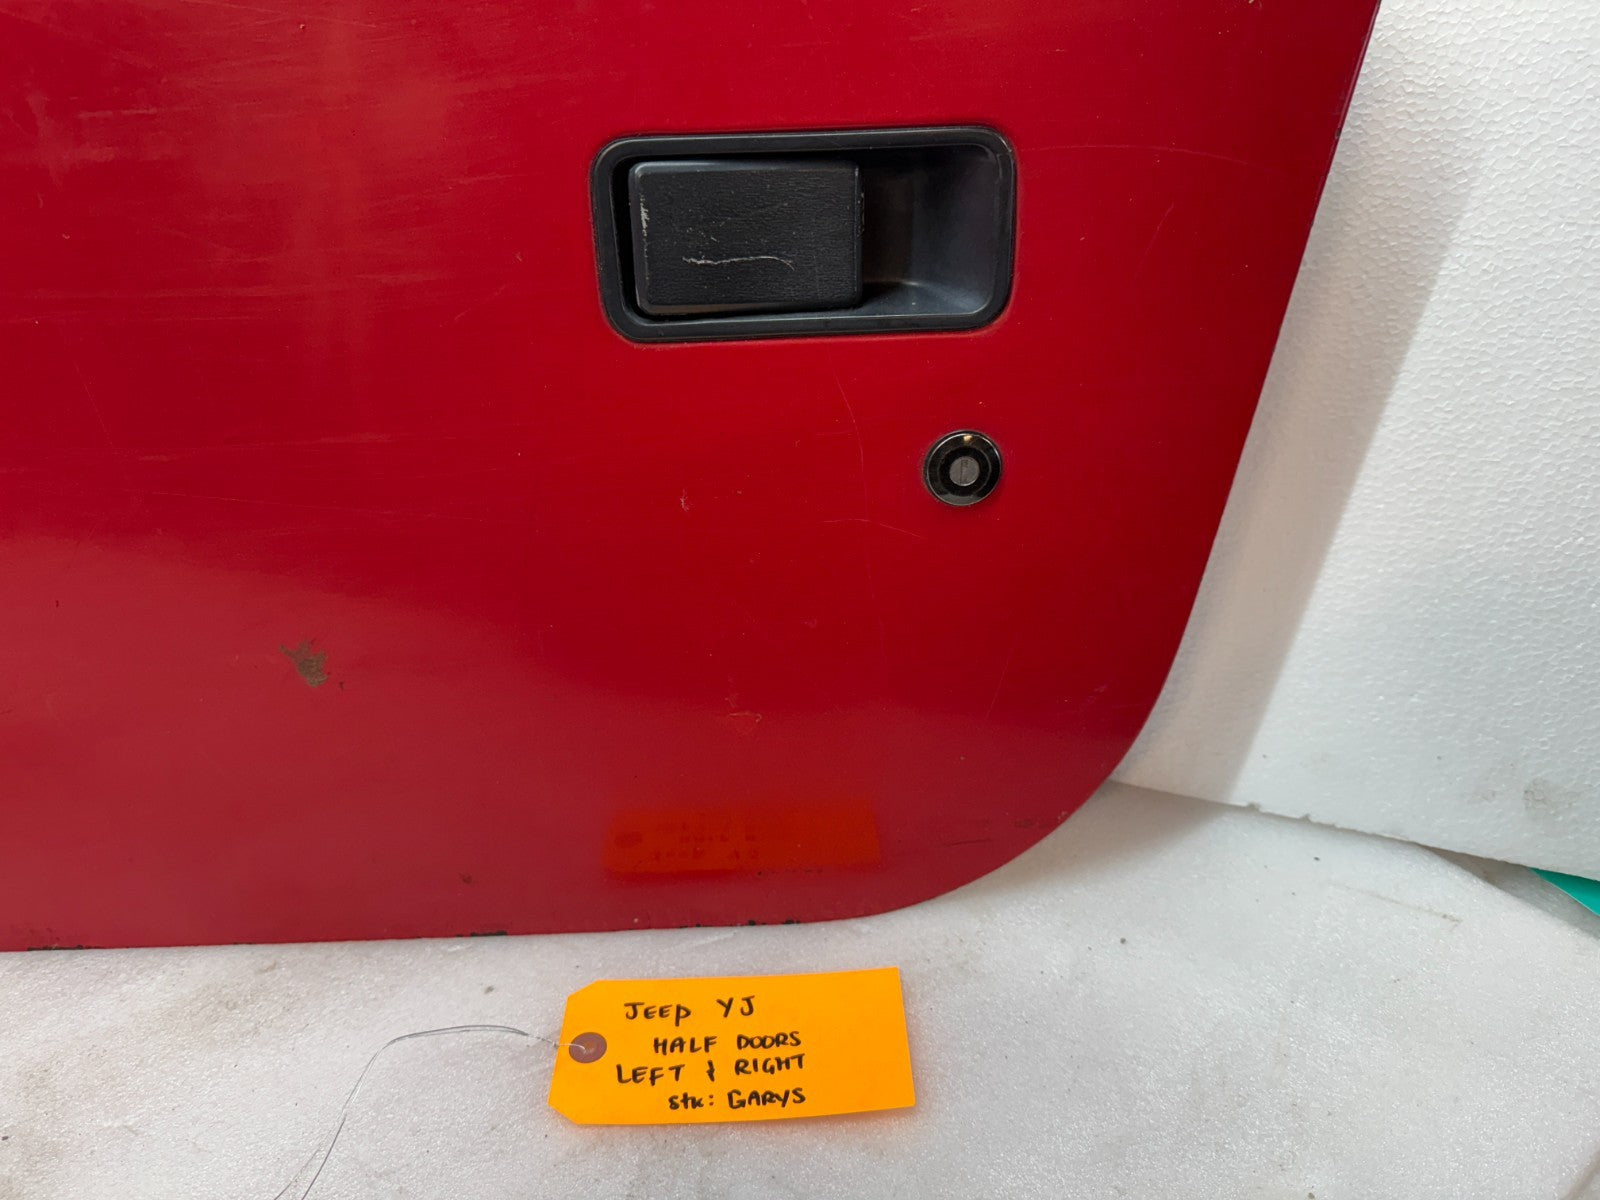 JEEP YJ
HALF DOORS
LEFT & RIGHT
stk: GARYS